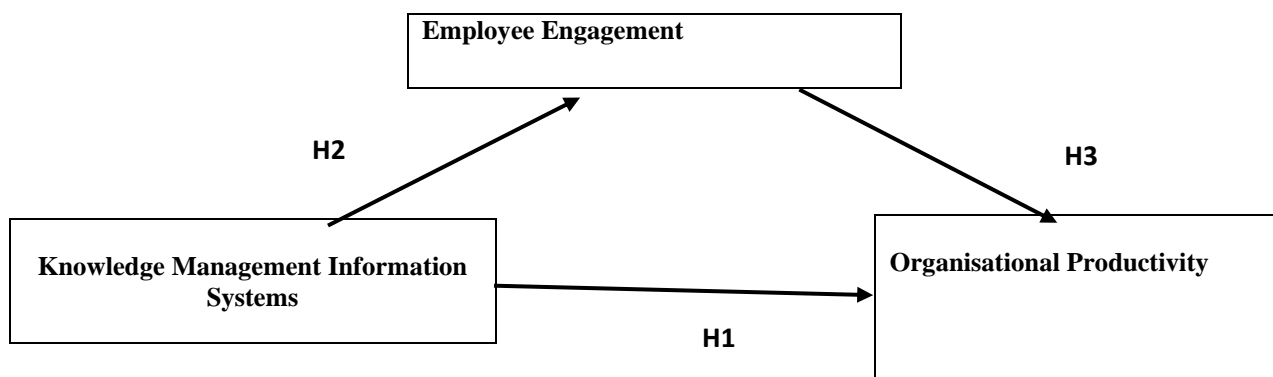 Employee Engagement
H2
H3
Knowledge Management Information
Systems
Organisational Productivity
H1